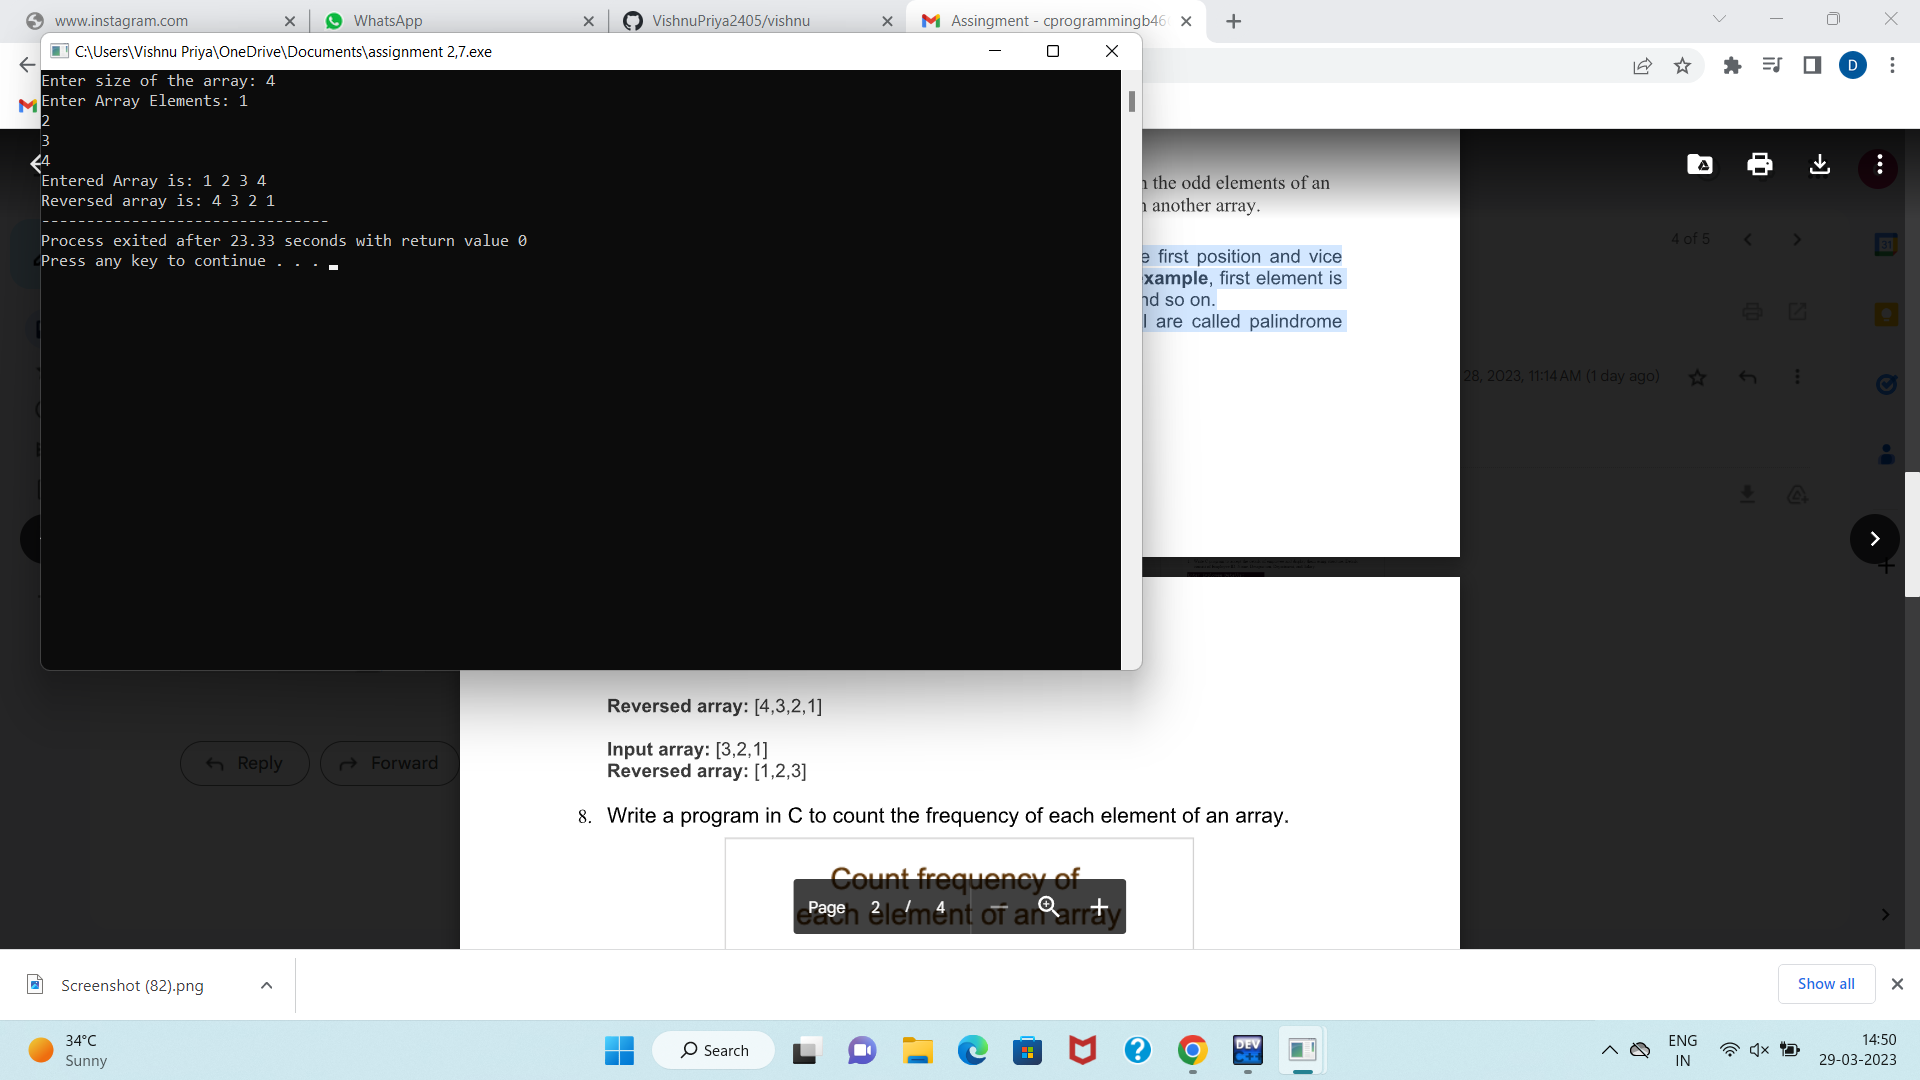 www.instagram.com
WhatsApp
VishnuPriya2405/vishnu
Assingment - cprogrammingb46
C:\Users\Vishnu Priya\OneDrive\Documents\assignment 2,7.exe
D
Enter size of the array: 4
Enter Array Elements: 1
2
3
4
Entered Array is: 1 2 3 4
Reversed array is: 4 3 2 1
--------------------------------
Process exited after 23.33 seconds with return value 0
Press any key to continue . . .
the odd elements of an
another array.
first position and vice
xample, first element is
so on.
are called palindrome
4 of 5
31
28, 2023, 11:14 AM (1 day ago)
Reversed array: [4,3,2,1]
Reply
Forward
Input array: [3,2,1]
Reversed array: [1,2,3]
8. Write a program in C to count the frequency of each element of an array.
Count frequency of
each element of an array
Page 2 / 4
Screenshot (82).png
Show all
34°C
Sunny
Search
DEV
C++
ENG
IN
14:50
29-03-2023